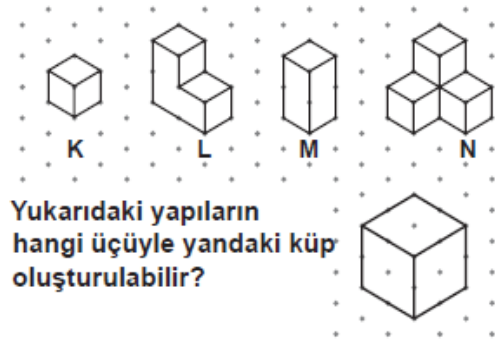 K L M N
Yukarıdaki yapıların
hangi üçüyle yandaki küp
oluşturulabilir?